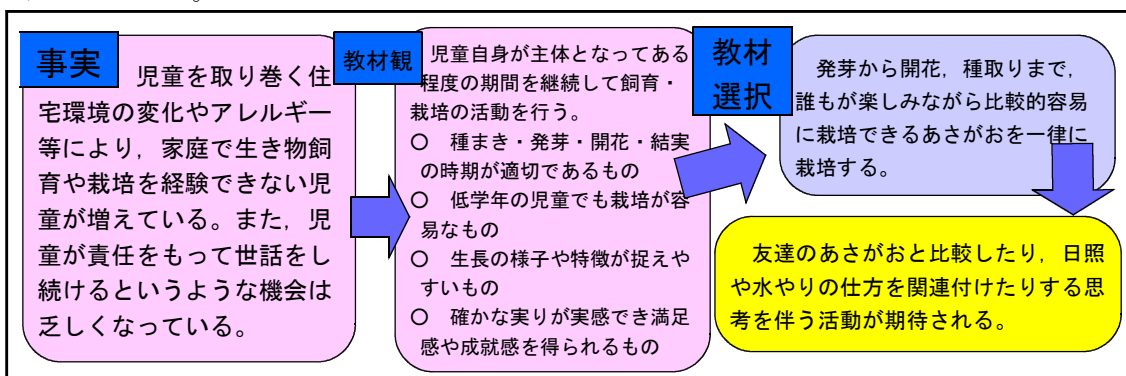 事実
児童を取り巻く住
宅環境の変化やアレルギー
等により，家庭で生き物飼
育や栽培を経験できない児
童が増えている。また，児
童が責任をもって世話をし
続けるというような機会は
乏しくなっている。
教材観
児童自身が主体となってある
程度の期間を継続して飼育・
栽培の活動を行う。
○　種まき・発芽・開花・結実
の時期が適切であるもの
○　低学年の児童でも栽培が容
易なもの
○　生長の様子や特徴が捉えや
すいもの
○　確かな実りが実感でき満足
感や成就感を得られるもの
教材
選択
発芽から開花，種取りまで，
誰もが楽しみながら比較的容易
に栽培できるあさがおを一律に
栽培する。
友達のあさがおと比較したり，日照
や水やりの仕方を関連付けたりする思
考を伴う活動が期待される。